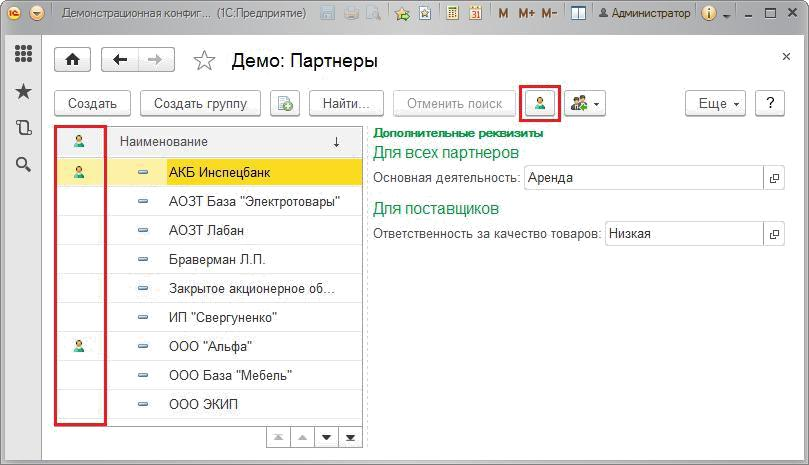 Демонстрационная конфиг... (1С:Предприятие)
M M+ M-
Администратор
Демо: Партнеры
Создать
Создать группу
Найти...
Отменить поиск
Еще
?
Наименование
АКБ Инспецбанк
АОЗТ База "Электротовары"
АОЗТ Лабан
Браверман Л.П.
Закрытое акционерное об...
ИП "Свергуненко"
ООО "Альфа"
ООО База "Мебель"
ООО ЭКИП
Дополнительные реквизиты
Для всех партнеров
Основная деятельность: Аренда
Для поставщиков
Ответственность за качество товаров: Низкая